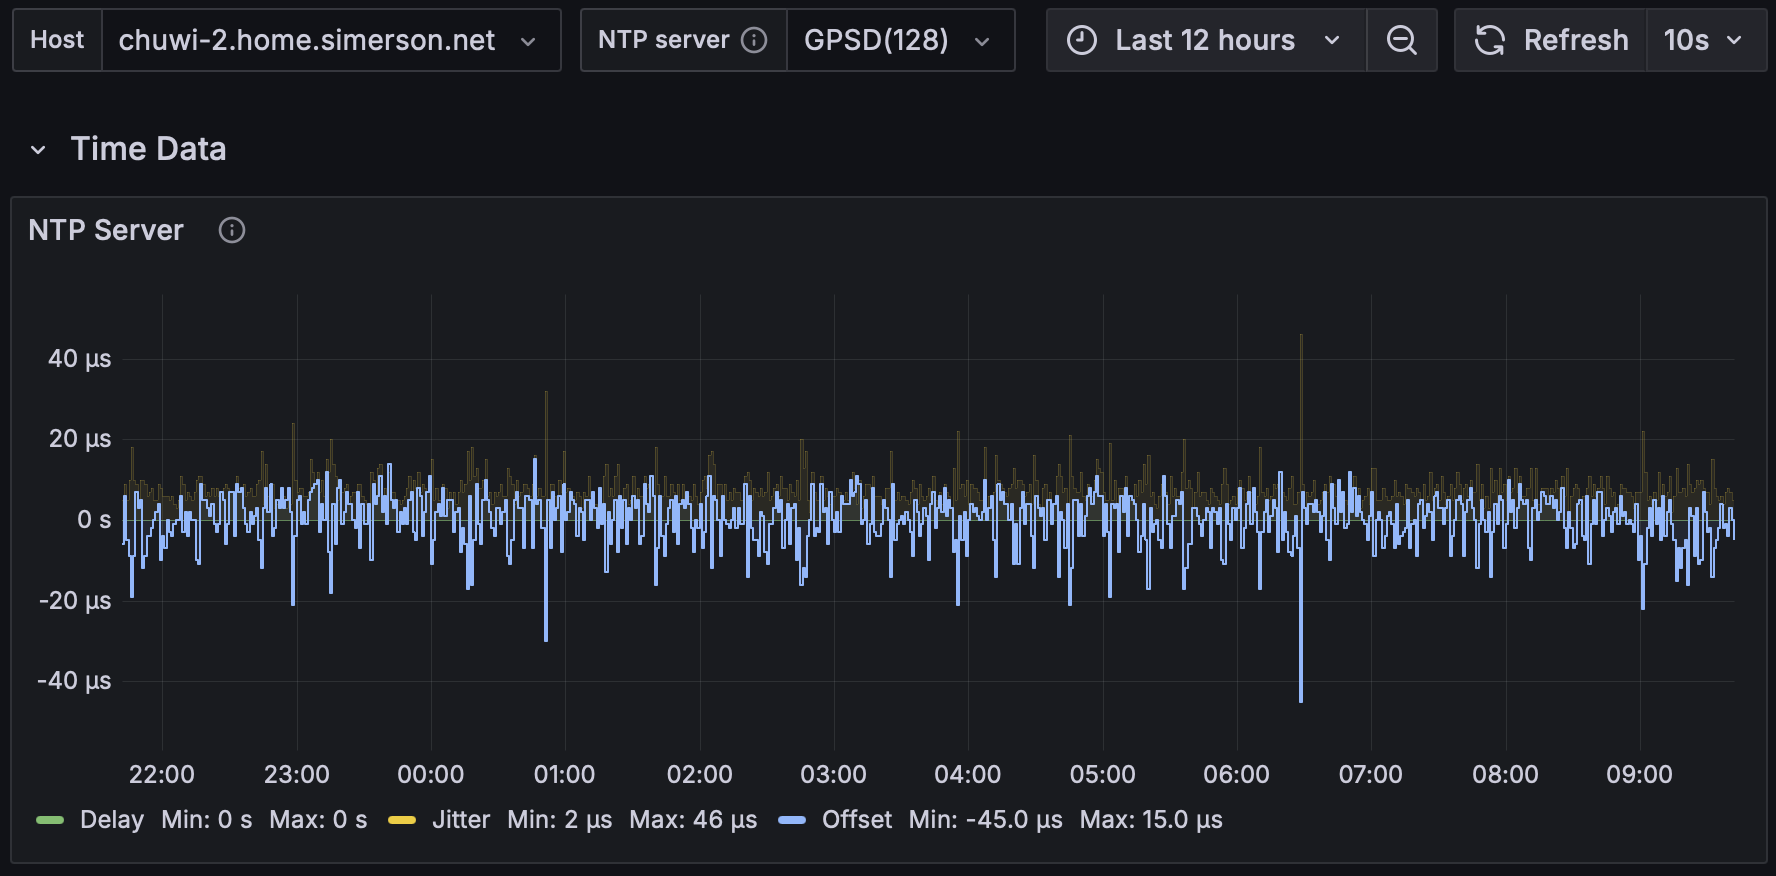 Host chuwi-2.home.simerson.net NTP server GPSD(128) Last 12 hours Refresh 10s
Time Data
NTP Server
40 µs
20 µs
0 s
-20 µs
-40 µs
22:00 23:00 00:00 01:00 02:00 03:00 04:00 05:00 06:00 07:00 08:00 09:00
Delay Min: 0 s Max: 0 s Jitter Min: 2 µs Max: 46 µs Offset Min: -45.0 µs Max: 15.0 µs